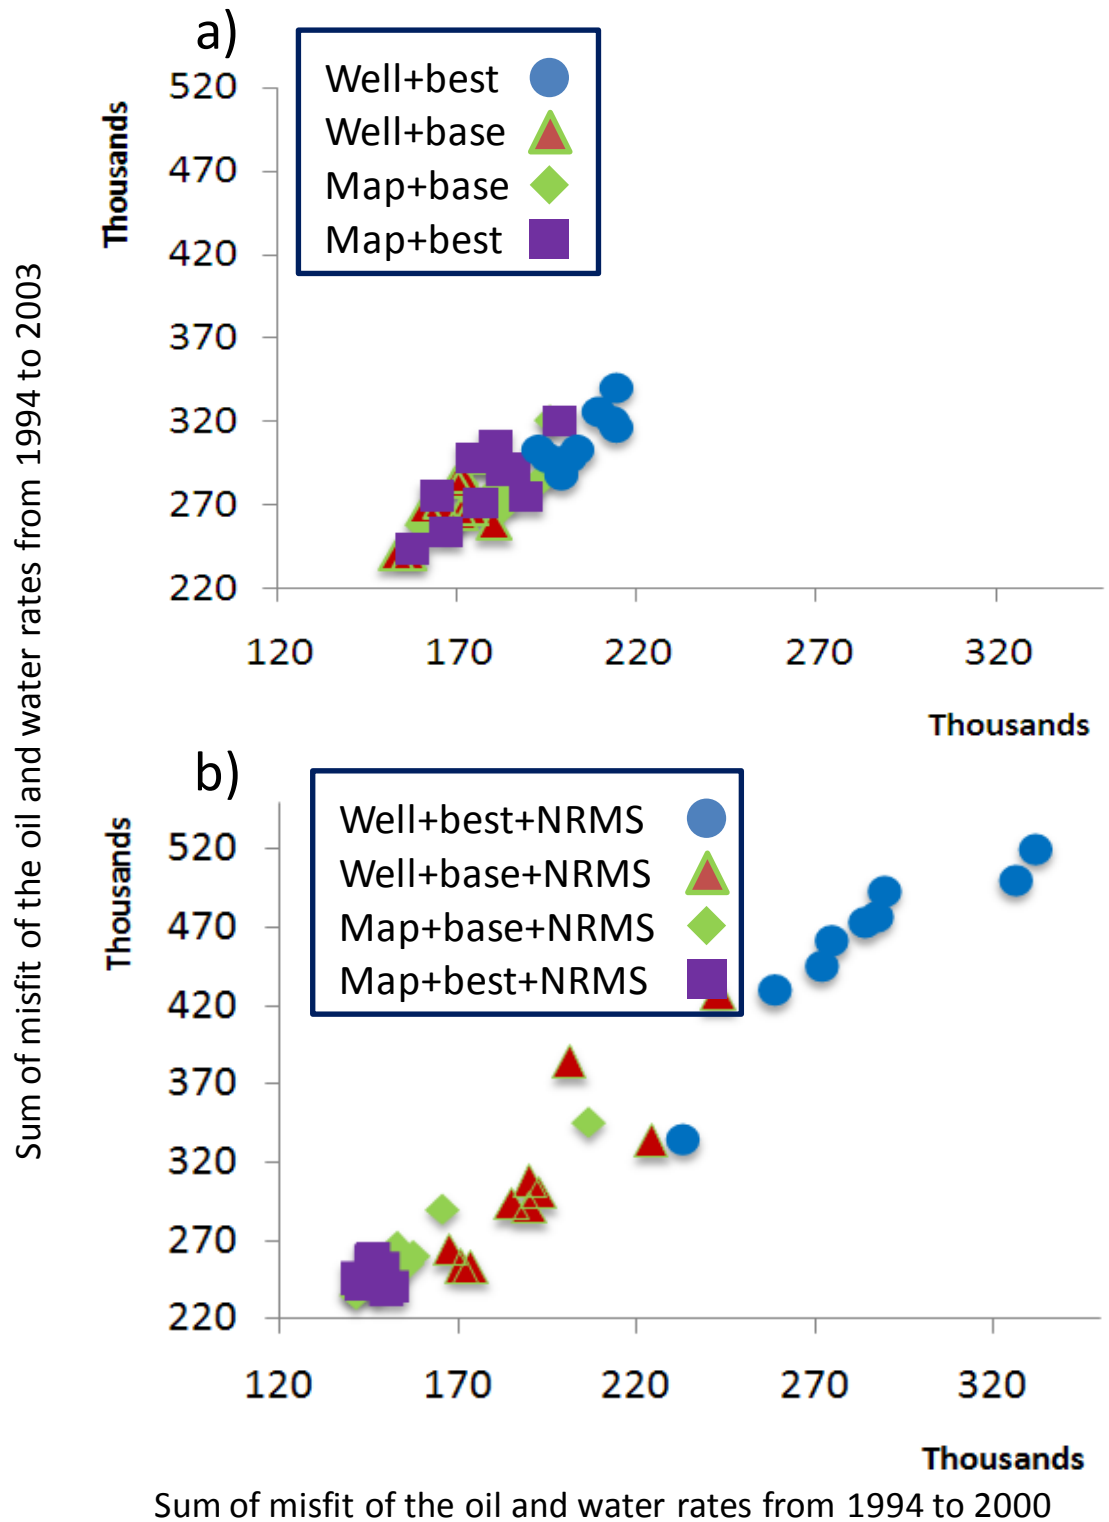 a)
Well+best
Well+base
Map+base
Map+best
Thousands
520
470
420
370
320
270
220
120 170 220 270 320
Thousands
b)
Well+best+NRMS
Well+base+NRMS
Map+base+NRMS
Map+best+NRMS
Thousands
520
470
420
370
320
270
220
120 170 220 270 320
Thousands
Sum of misfit of the oil and water rates from 1994 to 2003
Sum of misfit of the oil and water rates from 1994 to 2000